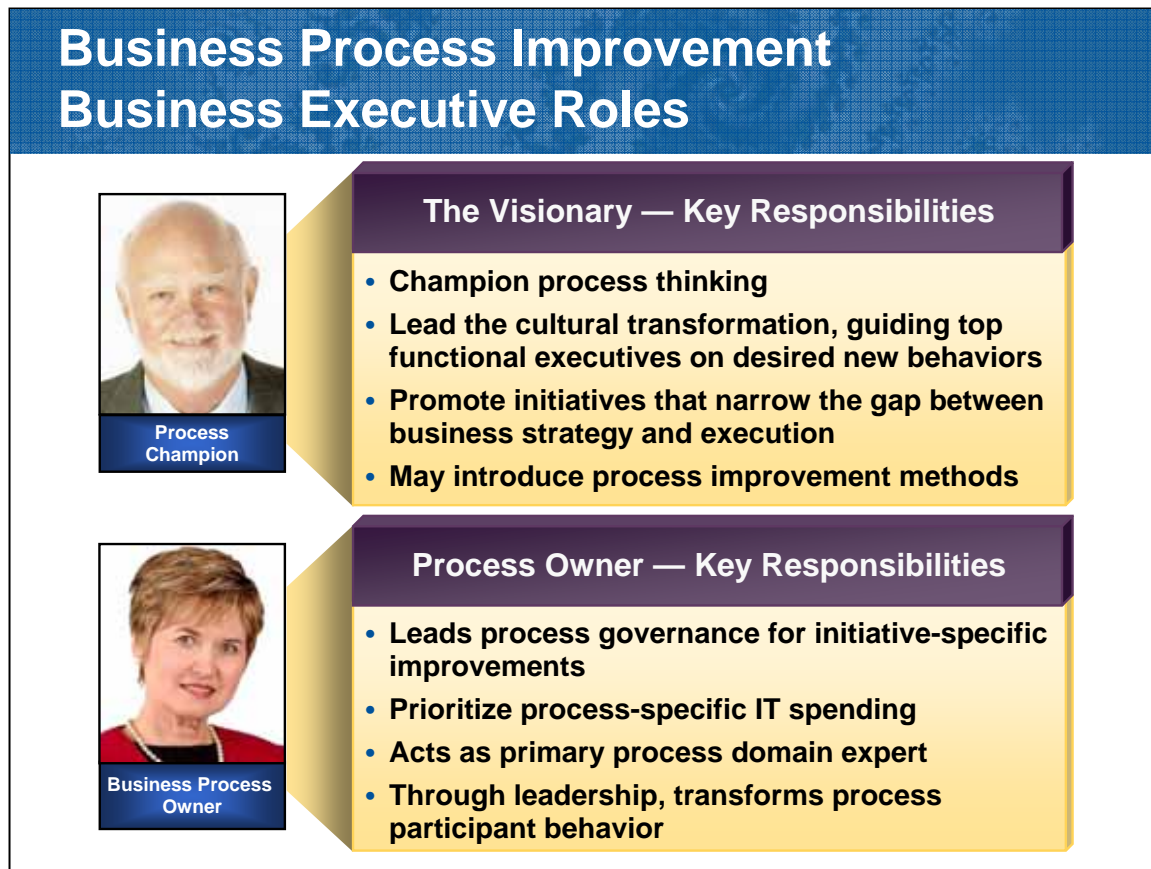 Business Process Improvement
Business Executive Roles
Process
Champion
The Visionary — Key Responsibilities
• Champion process thinking
• Lead the cultural transformation, guiding top
functional executives on desired new behaviors
• Promote initiatives that narrow the gap between
business strategy and execution
• May introduce process improvement methods
Business Process
Owner
Process Owner — Key Responsibilities
• Leads process governance for initiative-specific
improvements
• Prioritize process-specific IT spending
• Acts as primary process domain expert
• Through leadership, transforms process
participant behavior